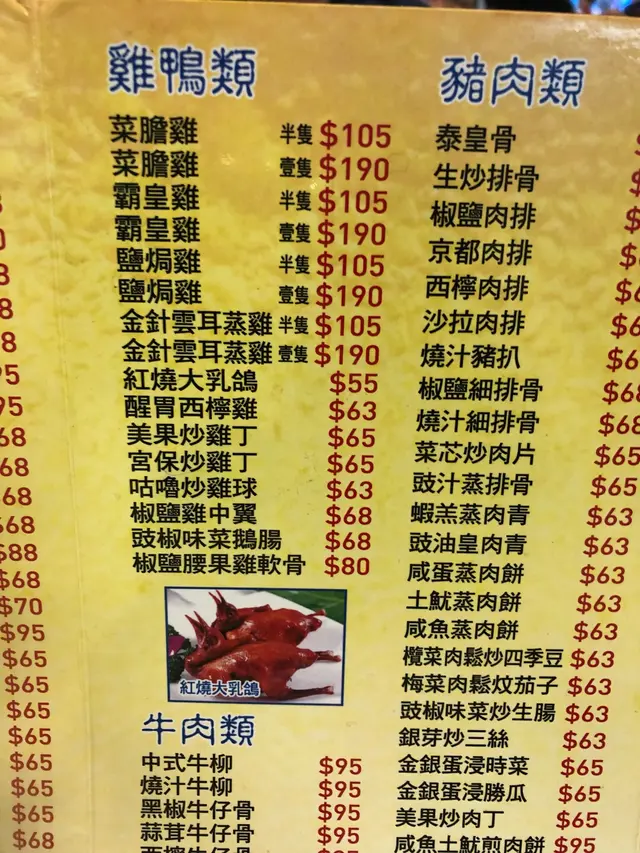 雞鴨類
菜膽雞 半隻 $105
菜膽雞 壹隻 $190
霸皇雞 半隻 $105
霸皇雞 壹隻 $190
鹽焗雞 半隻 $105
鹽焗雞 壹隻 $190
金針雲耳蒸雞 半隻 $105
金針雲耳蒸雞 壹隻 $190
紅燒大乳鴿 $55
醒胃西檸雞 $63
美果炒雞丁 $65
宮保炒雞丁 $65
咕嚕炒雞球 $63
椒鹽雞中翼 $68
豉椒味菜鵝腸 $68
椒鹽腰果雞軟骨 $80
紅燒大乳鴿
牛肉類
中式牛柳 $95
燒汁牛柳 $95
黑椒牛仔骨 $95
蒜茸牛仔骨 $95
豬肉類
泰皇骨
生炒排骨
椒鹽肉排
京都肉排
西檸肉排
沙拉肉排
燒汁豬扒
椒鹽細排骨 $68
燒汁細排骨 $68
菜芯炒肉片 $65
豉汁蒸排骨 $65
蝦羔蒸肉青 $63
豉油皇肉青 $63
咸蛋蒸肉餅 $63
土魷蒸肉餅 $63
咸魚蒸肉餅 $63
欖菜肉鬆炒四季豆 $63
梅菜肉鬆炆茄子 $63
豉椒味菜炒生腸 $63
銀芽炒三絲 $63
金銀蛋浸時菜 $65
金銀蛋浸勝瓜 $65
美果炒肉丁 $65
咸魚土魷煎肉餅 $95
$88
$68
$70
$95
$65
$65
$65
$65
$65
$65
$65
$68